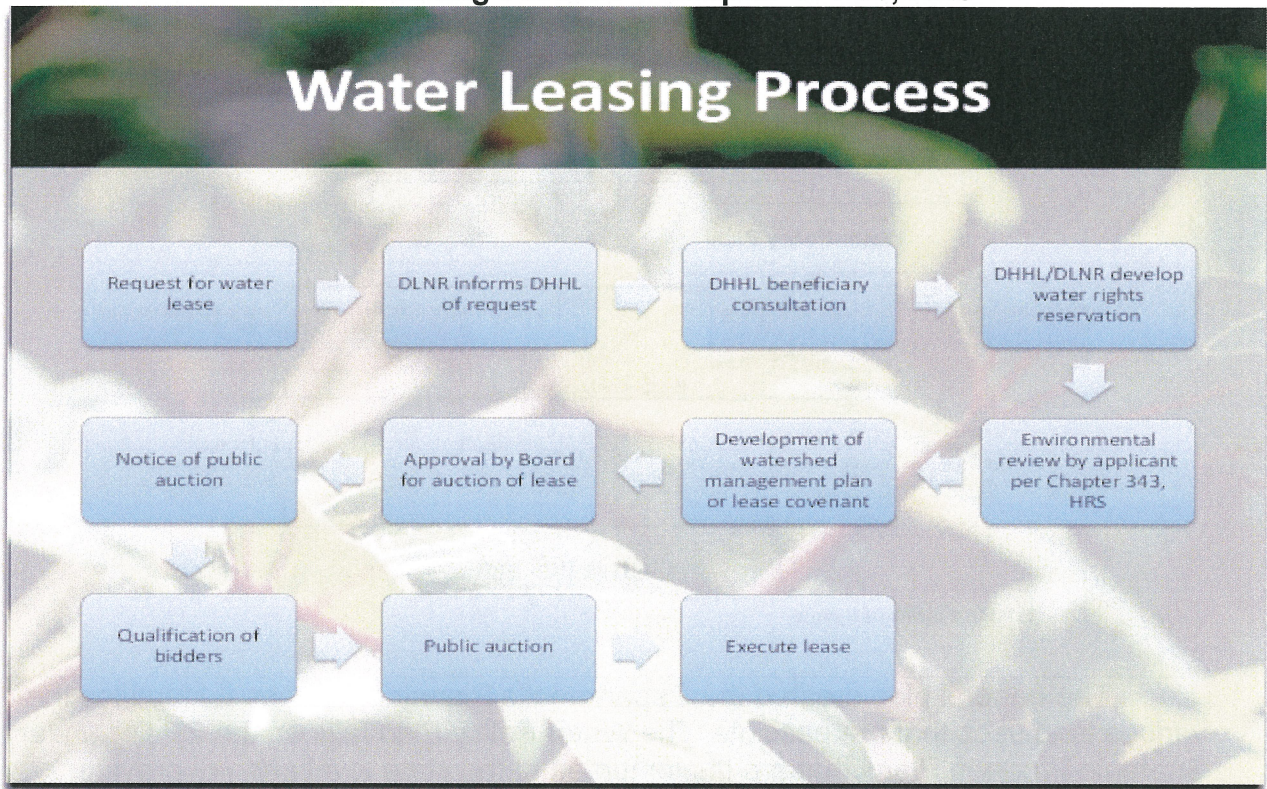 Water Leasing Process
Request for water
lease
DLNR informs DHHL
of request
DHHL beneficiary
consultation
DHHL/DLNR develop
water rights
reservation
Environmental
review by applicant
per Chapter 343,
HRS
Development of
watershed
management plan
or lease covenant
Approval by Board
for auction of lease
Notice of public
auction
Qualification of
bidders
Public auction
Execute lease